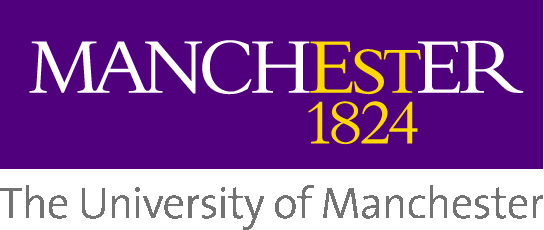 MANCHESTER
1824
The University of Manchester